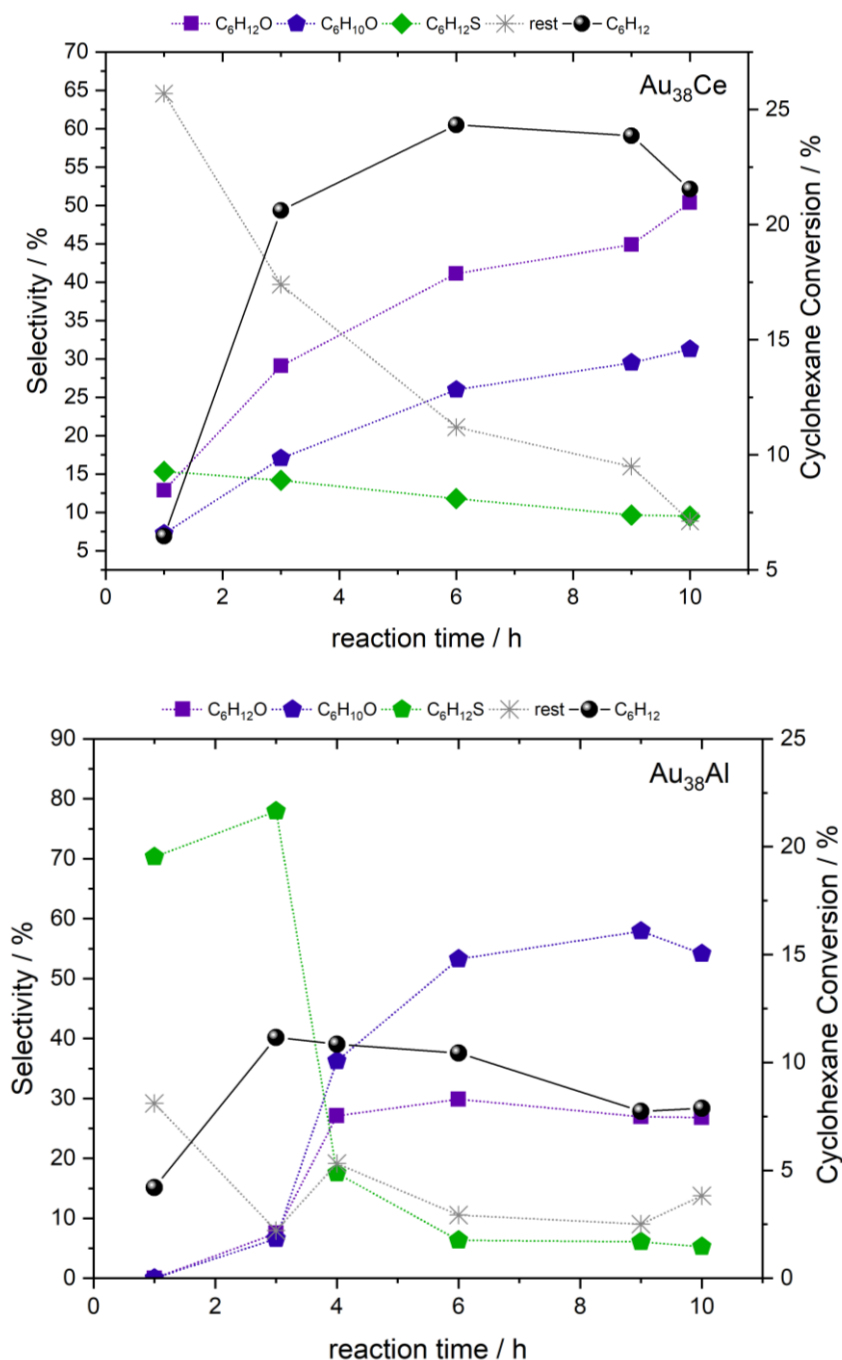 C₆H₁₂O C₆H₁₀O C₆H₁₂S rest C₆H₁₂
Au₃₈Ce
70
65
60
55
50
45
40
35
30
25
20
15
10
5
Selectivity / %
25
20
15
10
5
Cyclohexane Conversion / %
0 2 4 6 8 10
reaction time / h
C₆H₁₂O C₆H₁₀O C₆H₁₂S rest C₆H₁₂
Au₃₈Al
90
80
70
60
50
40
30
20
10
0
Selectivity / %
25
20
15
10
5
0
Cyclohexane Conversion / %
0 2 4 6 8 10
reaction time / h